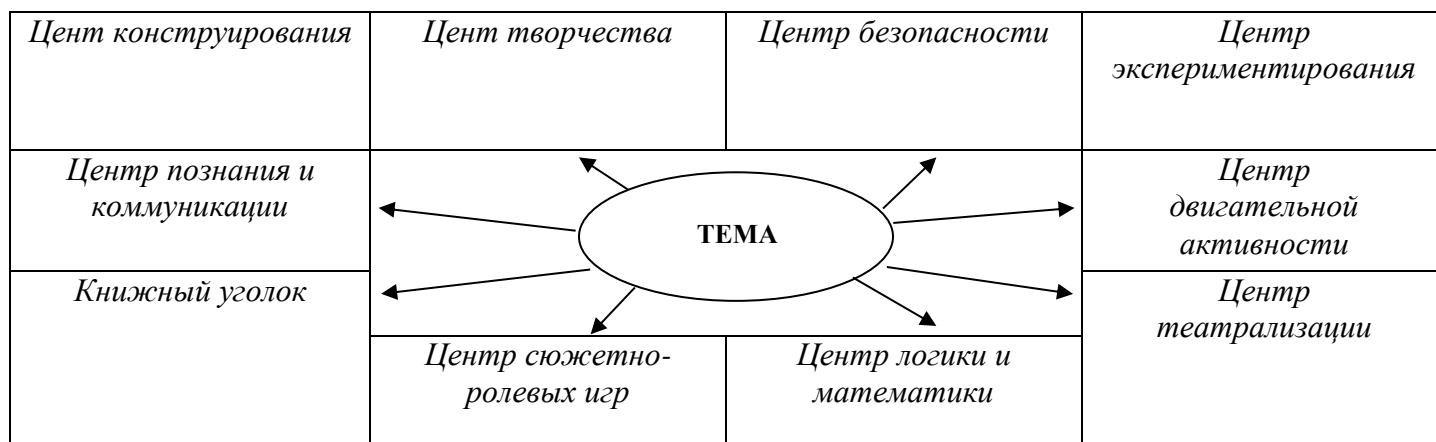 Цент конструирования
Цент творчества
Центр безопасности
Центр
экспериментирования
Центр познания и
коммуникации
ТЕМА
Центр
двигательной
активности
Книжный уголок
Центр
театрализации
Центр сюжетно-
ролевых игр
Центр логики и
математики